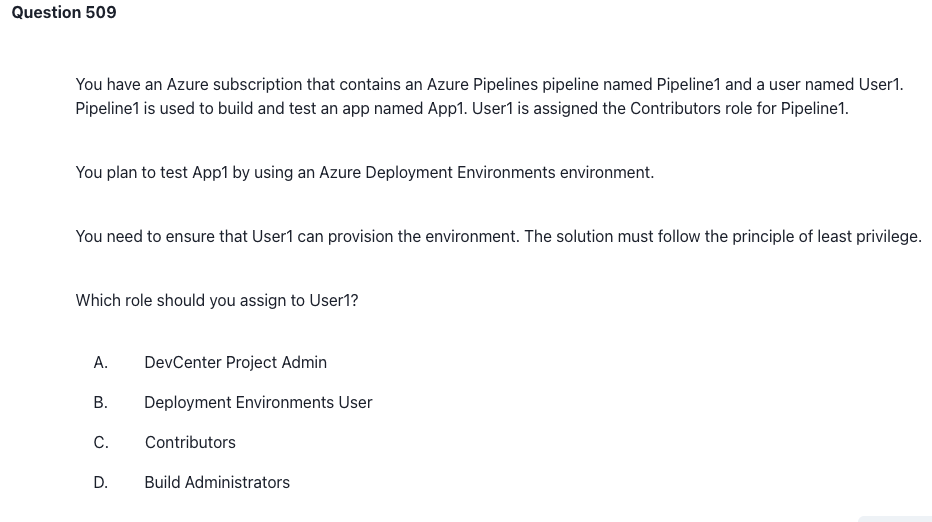 Question 509
You have an Azure subscription that contains an Azure Pipelines pipeline named Pipeline1 and a user named User1.
Pipeline1 is used to build and test an app named App1. User1 is assigned the Contributors role for Pipeline1.
You plan to test App1 by using an Azure Deployment Environments environment.
You need to ensure that User1 can provision the environment. The solution must follow the principle of least privilege.
Which role should you assign to User1?
A. DevCenter Project Admin
B. Deployment Environments User
C. Contributors
D. Build Administrators